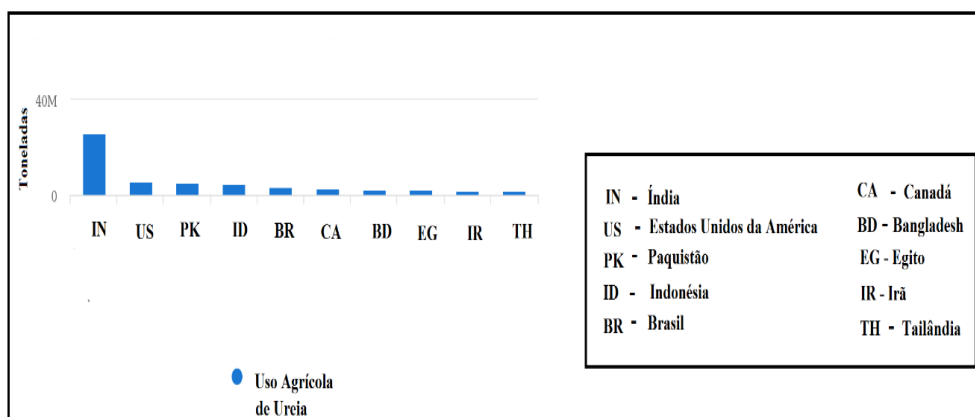 40M
Toneladas
0
IN US PK ID BR CA BD EG IR TH
Uso Agrícola
de Ureia
IN - Índia
US - Estados Unidos da América
PK - Paquistão
ID - Indonésia
BR - Brasil
CA - Canadá
BD - Bangladesh
EG - Egito
IR - Irã
TH - Tailândia